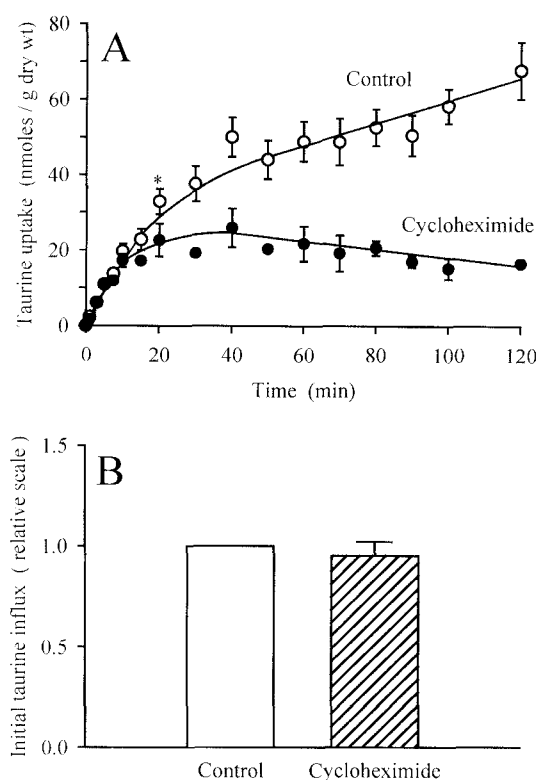 A
80
60
40
20
0
Taurine uptake (nmoles / g dry wt)
Control
*
Cycloheximide
0 20 40 60 80 100 120
Time (min)
B
1.5
1.0
0.5
0.0
Initial taurine influx ( relative scale )
Control Cycloheximide